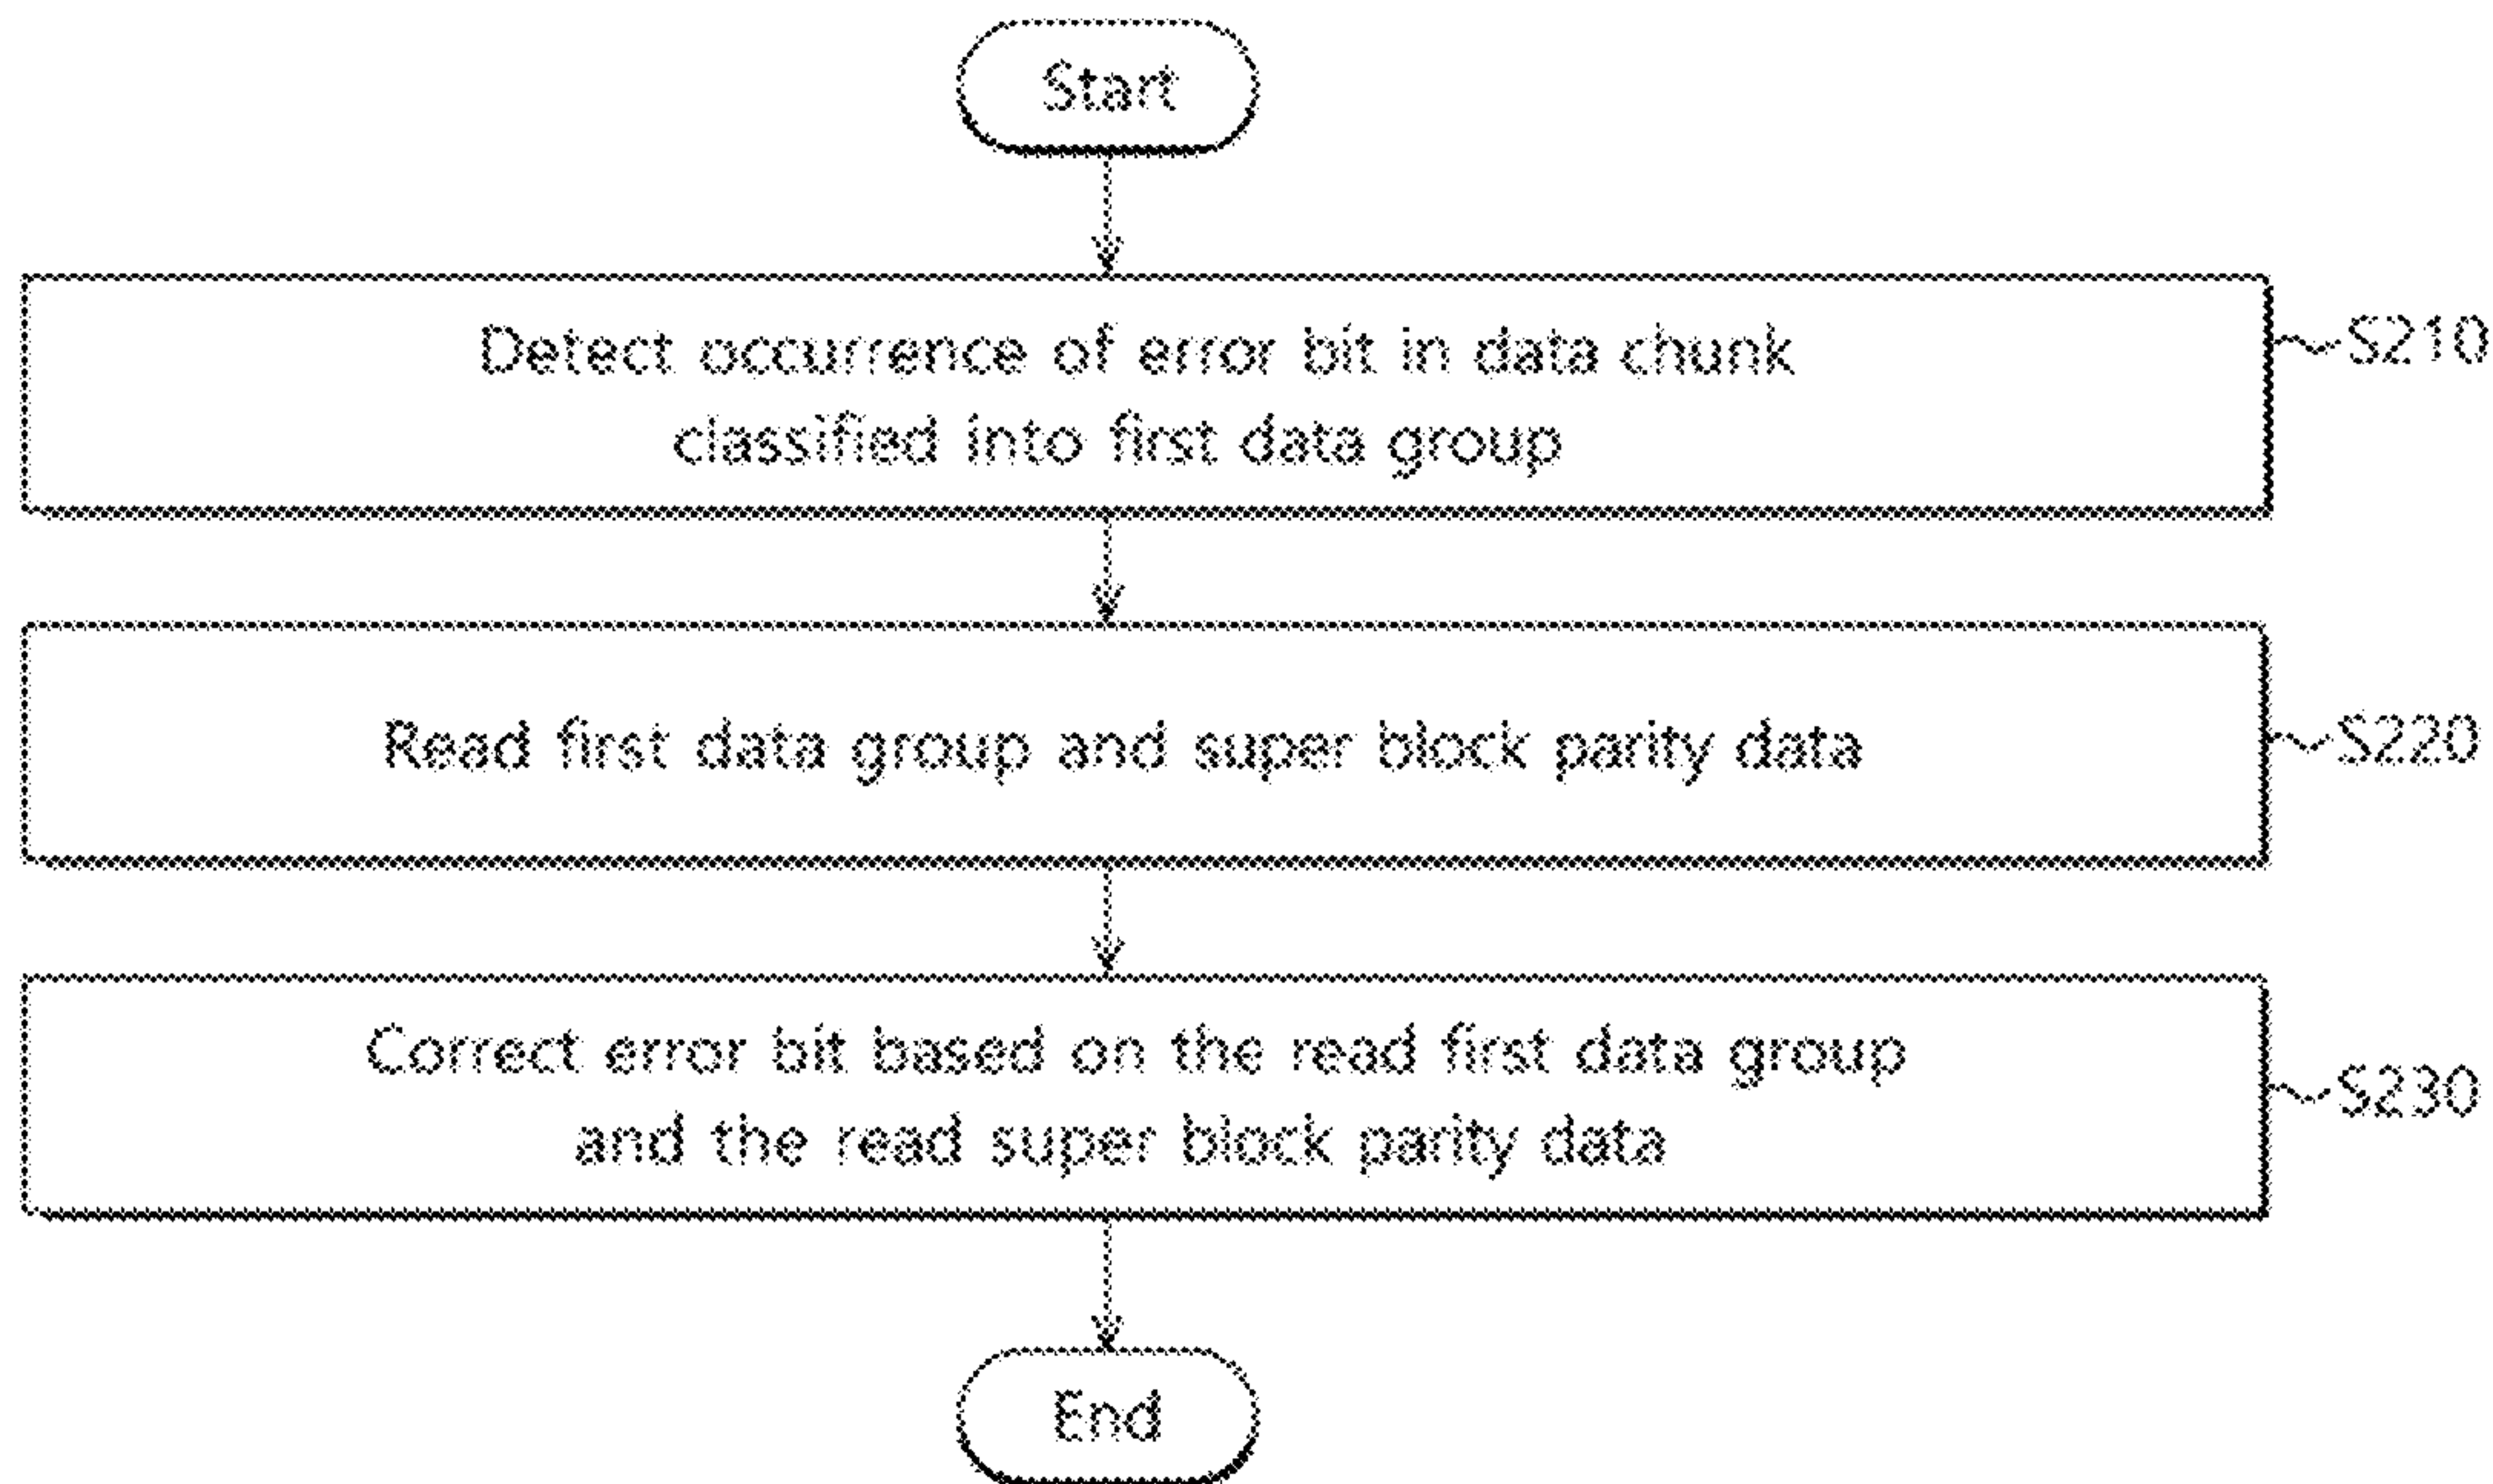 Start
Detect occurrence of error bit in data chunk
classified into first data group
S210
Read first data group and super block parity data
S220
Correct error bit based on the read first data group
and the read super block parity data
S230
End